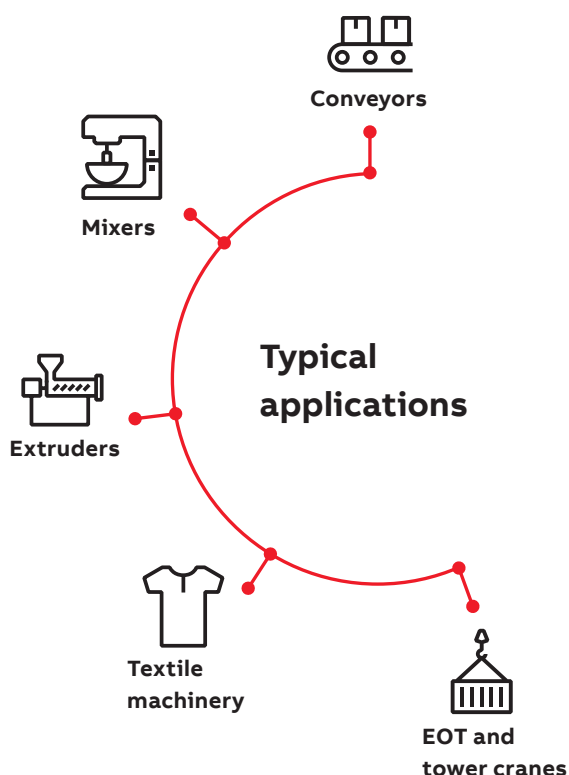 Conveyors
Mixers
Typical
applications
Extruders
Textile
machinery
EOT and
tower cranes